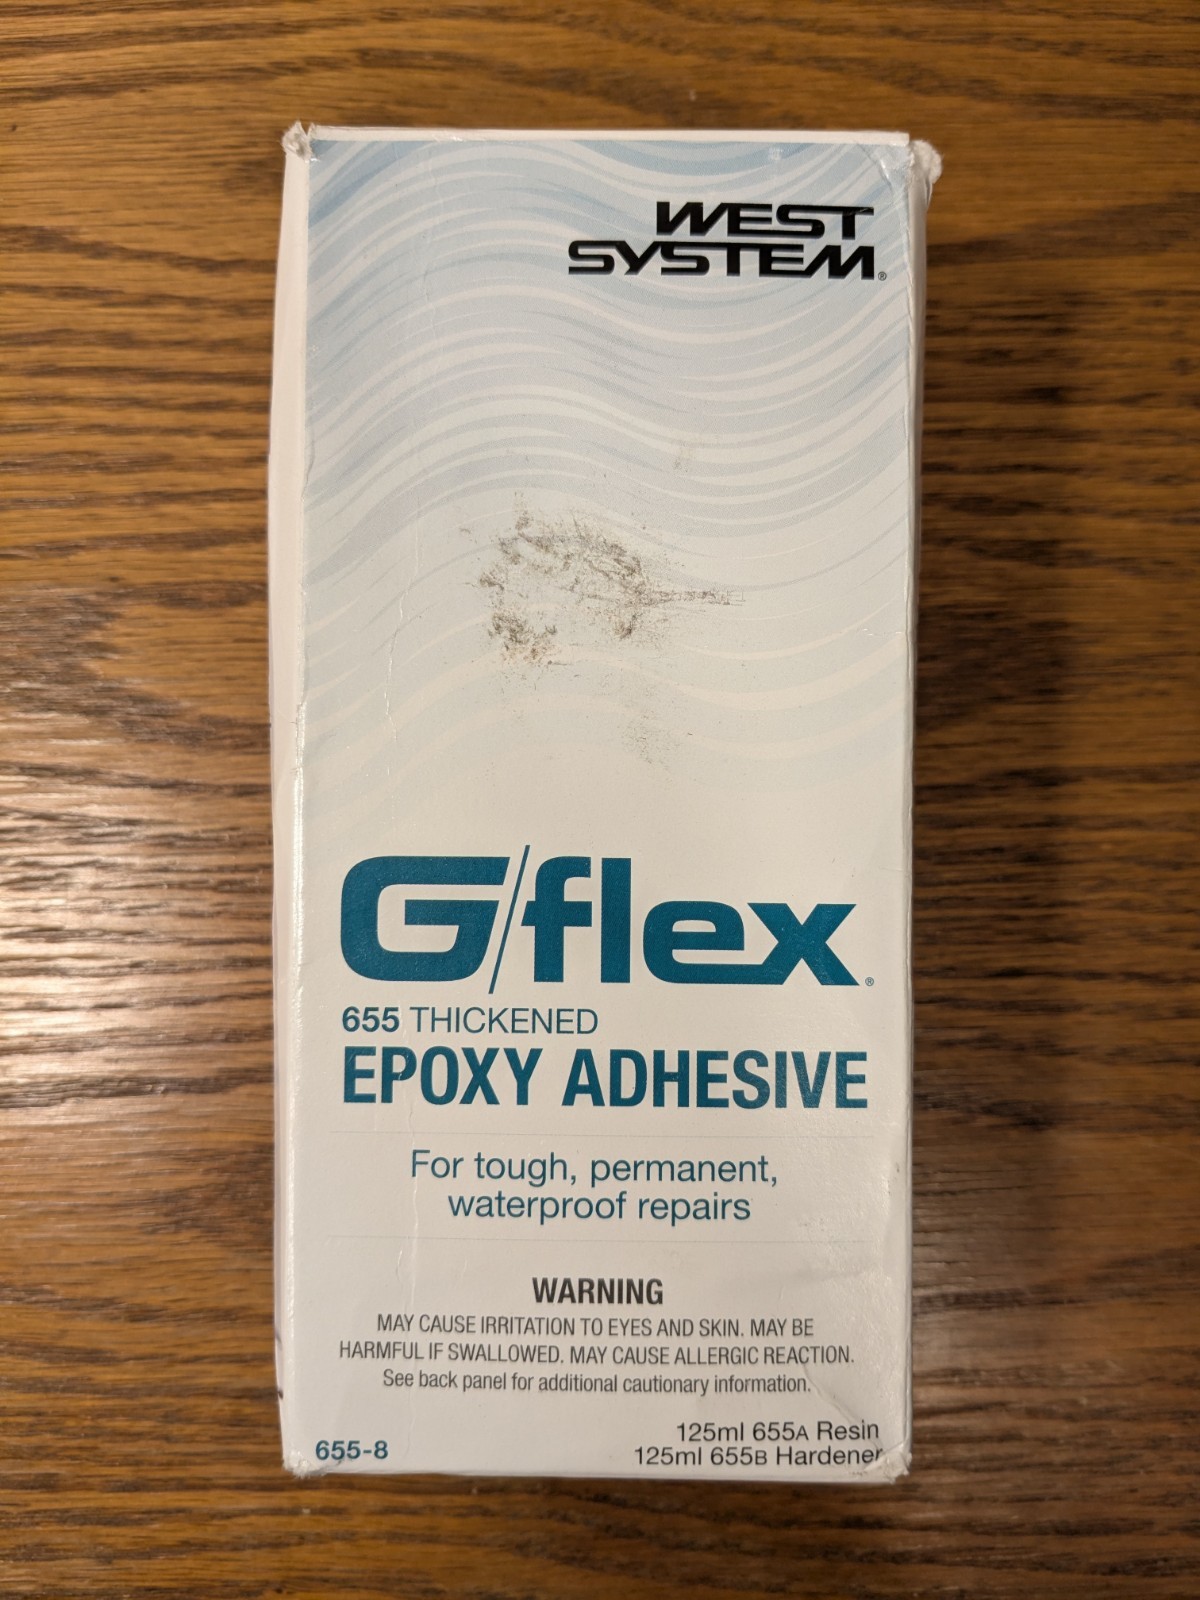 WEST
SYSTEM®
G/flex®
655 THICKENED
EPOXY ADHESIVE
For tough, permanent,
waterproof repairs
WARNING
MAY CAUSE IRRITATION TO EYES AND SKIN. MAY BE
HARMFUL IF SWALLOWED. MAY CAUSE ALLERGIC REACTION.
See back panel for additional cautionary information.
125ml 655A Resin
655-8
125ml 655B Hardener